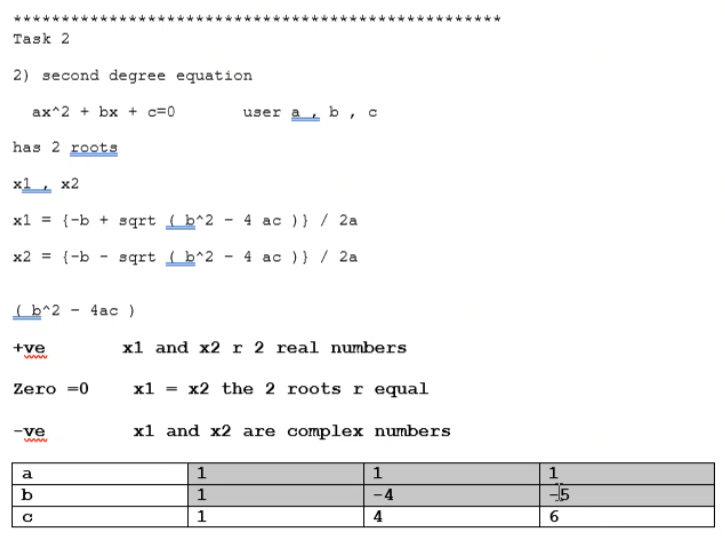 ****************************************************
Task 2
2) second degree equation
ax^2 + bx + c=0 user a , b , c
has 2 roots
x1 , x2
x1 = {-b + sqrt ( b^2 - 4 ac )} / 2a
x2 = {-b - sqrt ( b^2 - 4 ac )} / 2a
( b^2 - 4ac )
+ve x1 and x2 r 2 real numbers
Zero =0 x1 = x2 the 2 roots r equal
-ve x1 and x2 are complex numbers
a 1 1 1
b 1 -4 -5
c 1 4 6